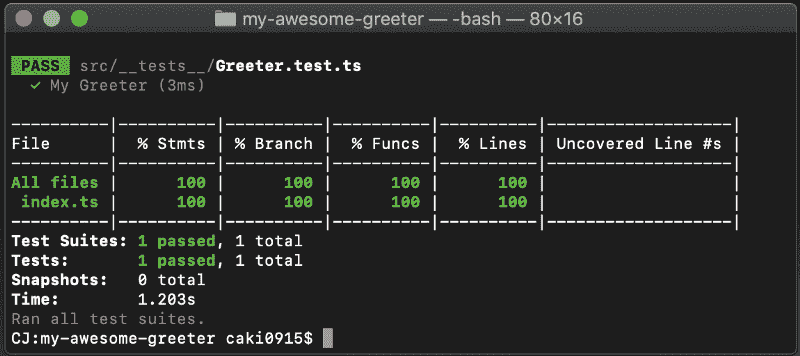 my-awesome-greeter — -bash — 80×16
PASS src/__tests__/Greeter.test.ts
✓ My Greeter (3ms)
----------|----------|----------|----------|----------|-------------------|
File      |  % Stmts | % Branch |  % Funcs |  % Lines | Uncovered Line #s |
----------|----------|----------|----------|----------|-------------------|
All files |      100 |      100 |      100 |      100 |                   |
 index.ts |      100 |      100 |      100 |      100 |                   |
----------|----------|----------|----------|----------|-------------------|
Test Suites: 1 passed, 1 total
Tests:       1 passed, 1 total
Snapshots:   0 total
Time:        1.203s
Ran all test suites.
CJ:my-awesome-greeter caki0915$